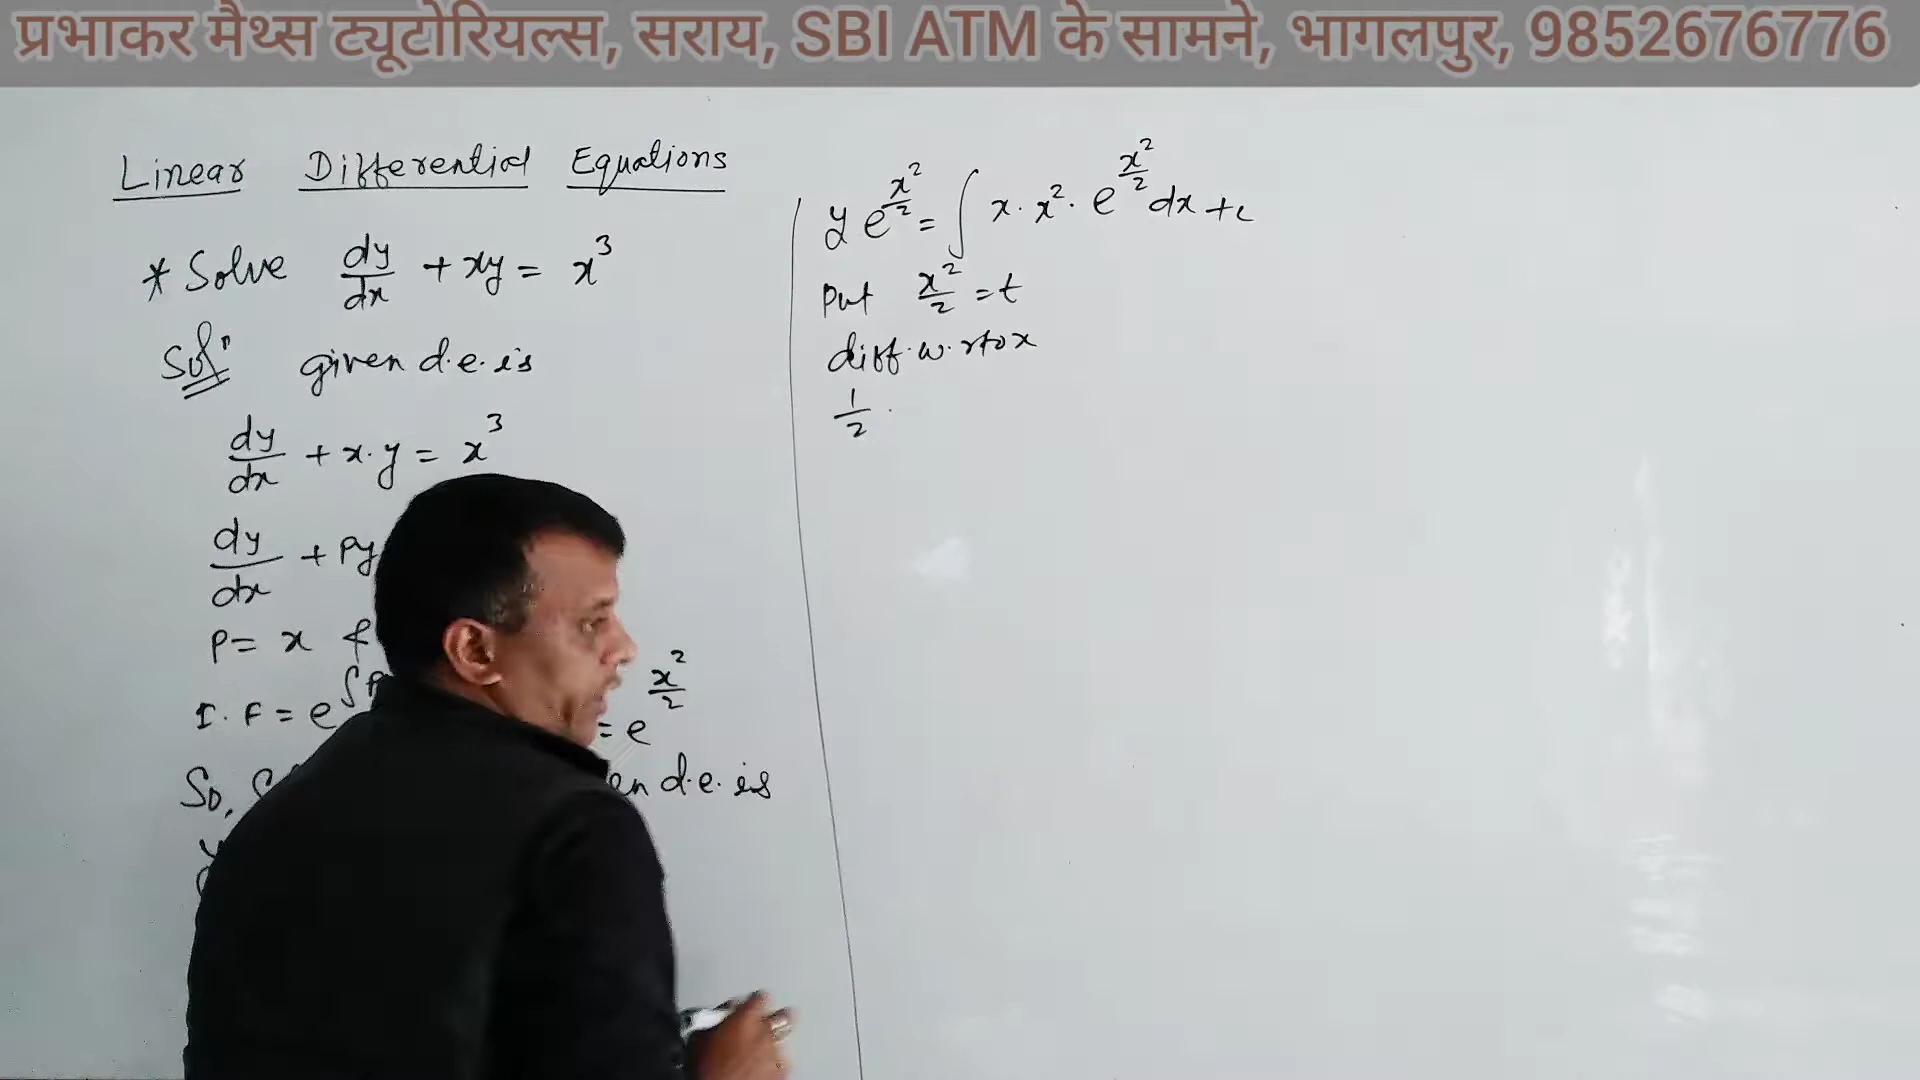 प्रभाकर मैथ्स ट्यूटोरियल्स, सराय, SBI ATM के सामने, भागलपुर, 9852676776
Linear Differential Equations
* Solve dy/dx + xy = x³
Solⁿ given d.e. is
dy/dx + x·y = x³
dy/dx + Py
P = x
I.F = e^∫P = e^(x²/2)
So, d.e. is
y e^(x²/2) = ∫ x·x²·e^(x²/2) dx + c
Put x²/2 = t
diff. w. r to x
1/2 ·